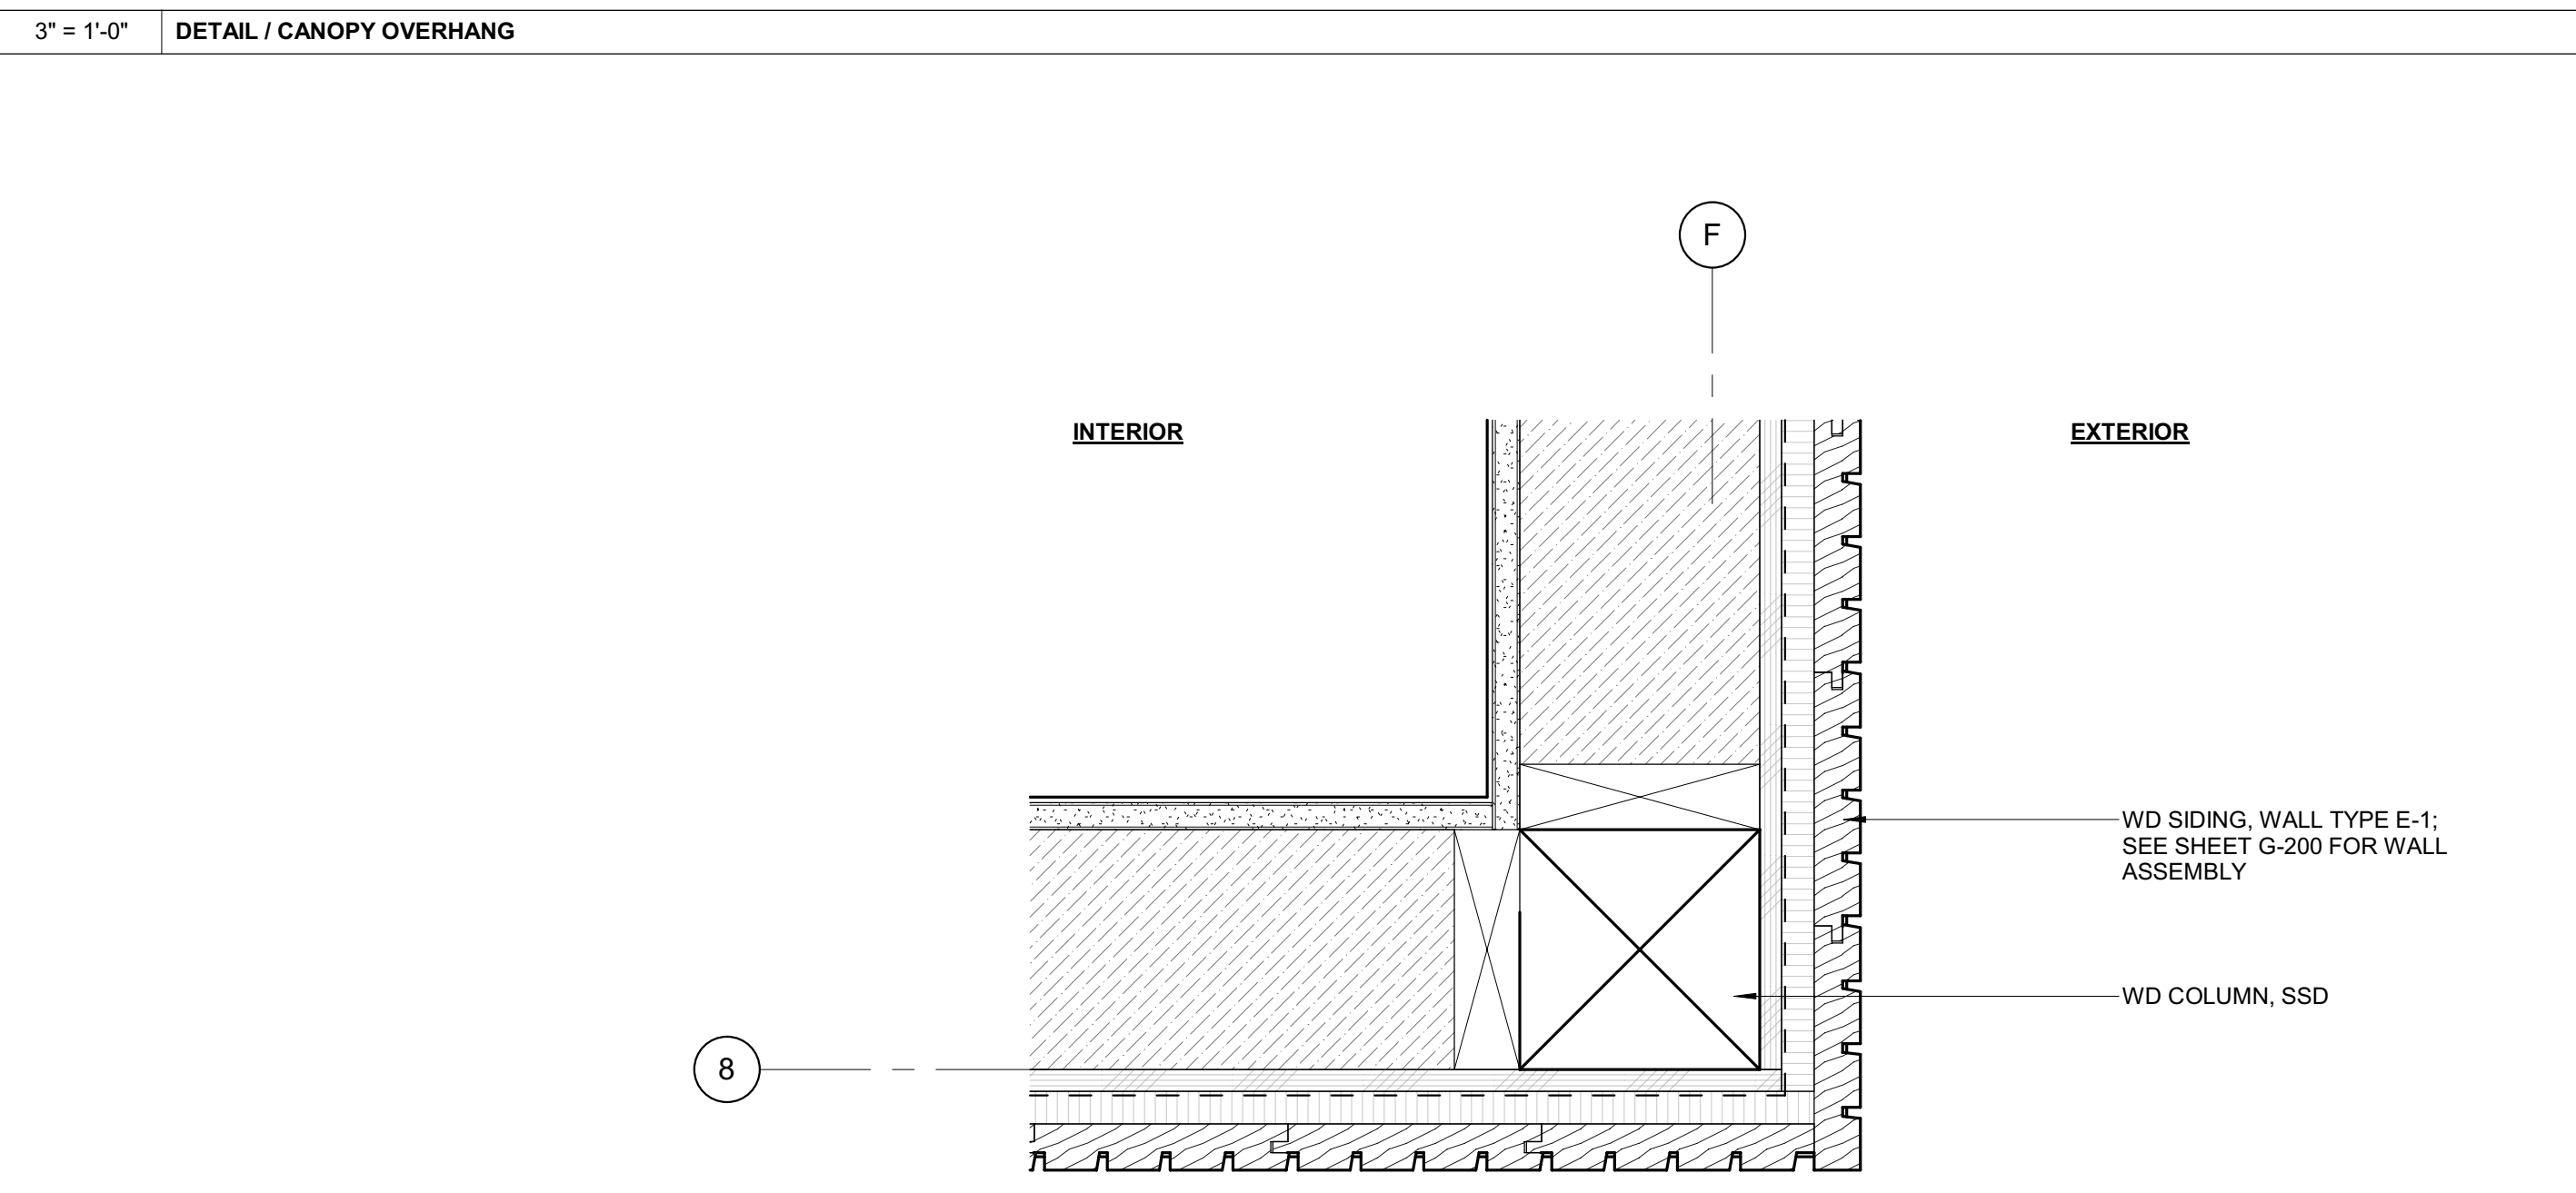 3" = 1'-0" DETAIL / CANOPY OVERHANG
F
INTERIOR
EXTERIOR
WD SIDING, WALL TYPE E-1;
SEE SHEET G-200 FOR WALL
ASSEMBLY
WD COLUMN, SSD
8